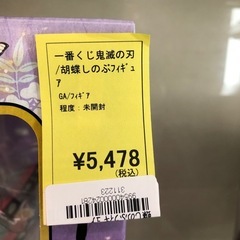 一番くじ鬼滅の刃
/胡蝶しのぶﾌｨｷﾞｭ
ｱ
GA/ﾌｨｷﾞｱ
程度：未開封
¥5,478
(税込)
311223